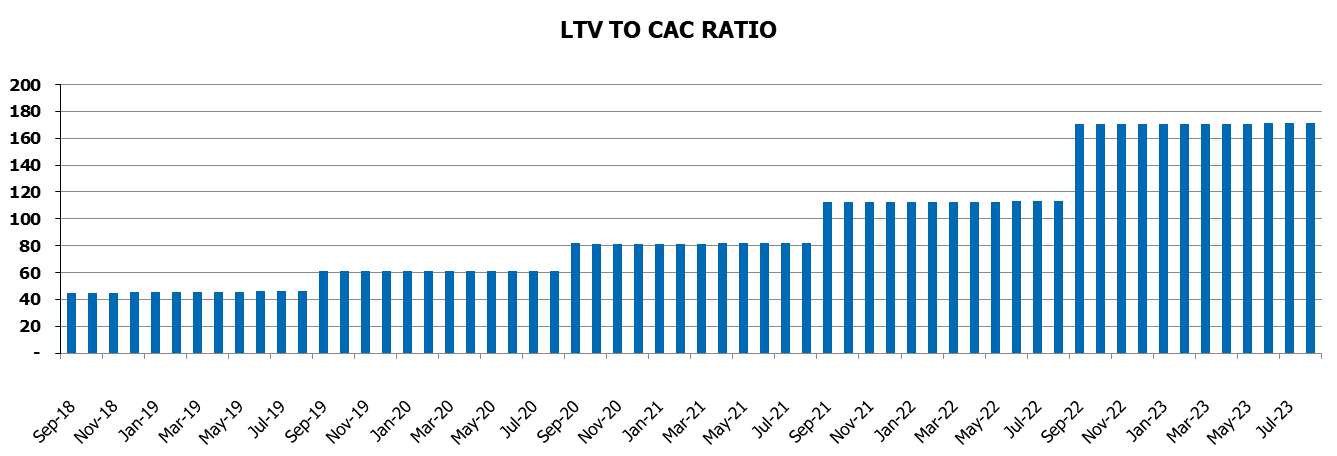 LTV TO CAC RATIO
200
180
160
140
120
100
80
60
40
20
-
Sep-18
Nov-18
Jan-19
Mar-19
May-19
Jul-19
Sep-19
Nov-19
Jan-20
Mar-20
May-20
Jul-20
Sep-20
Nov-20
Jan-21
Mar-21
May-21
Jul-21
Sep-21
Nov-21
Jan-22
Mar-22
May-22
Jul-22
Sep-22
Nov-22
Jan-23
Mar-23
May-23
Jul-23